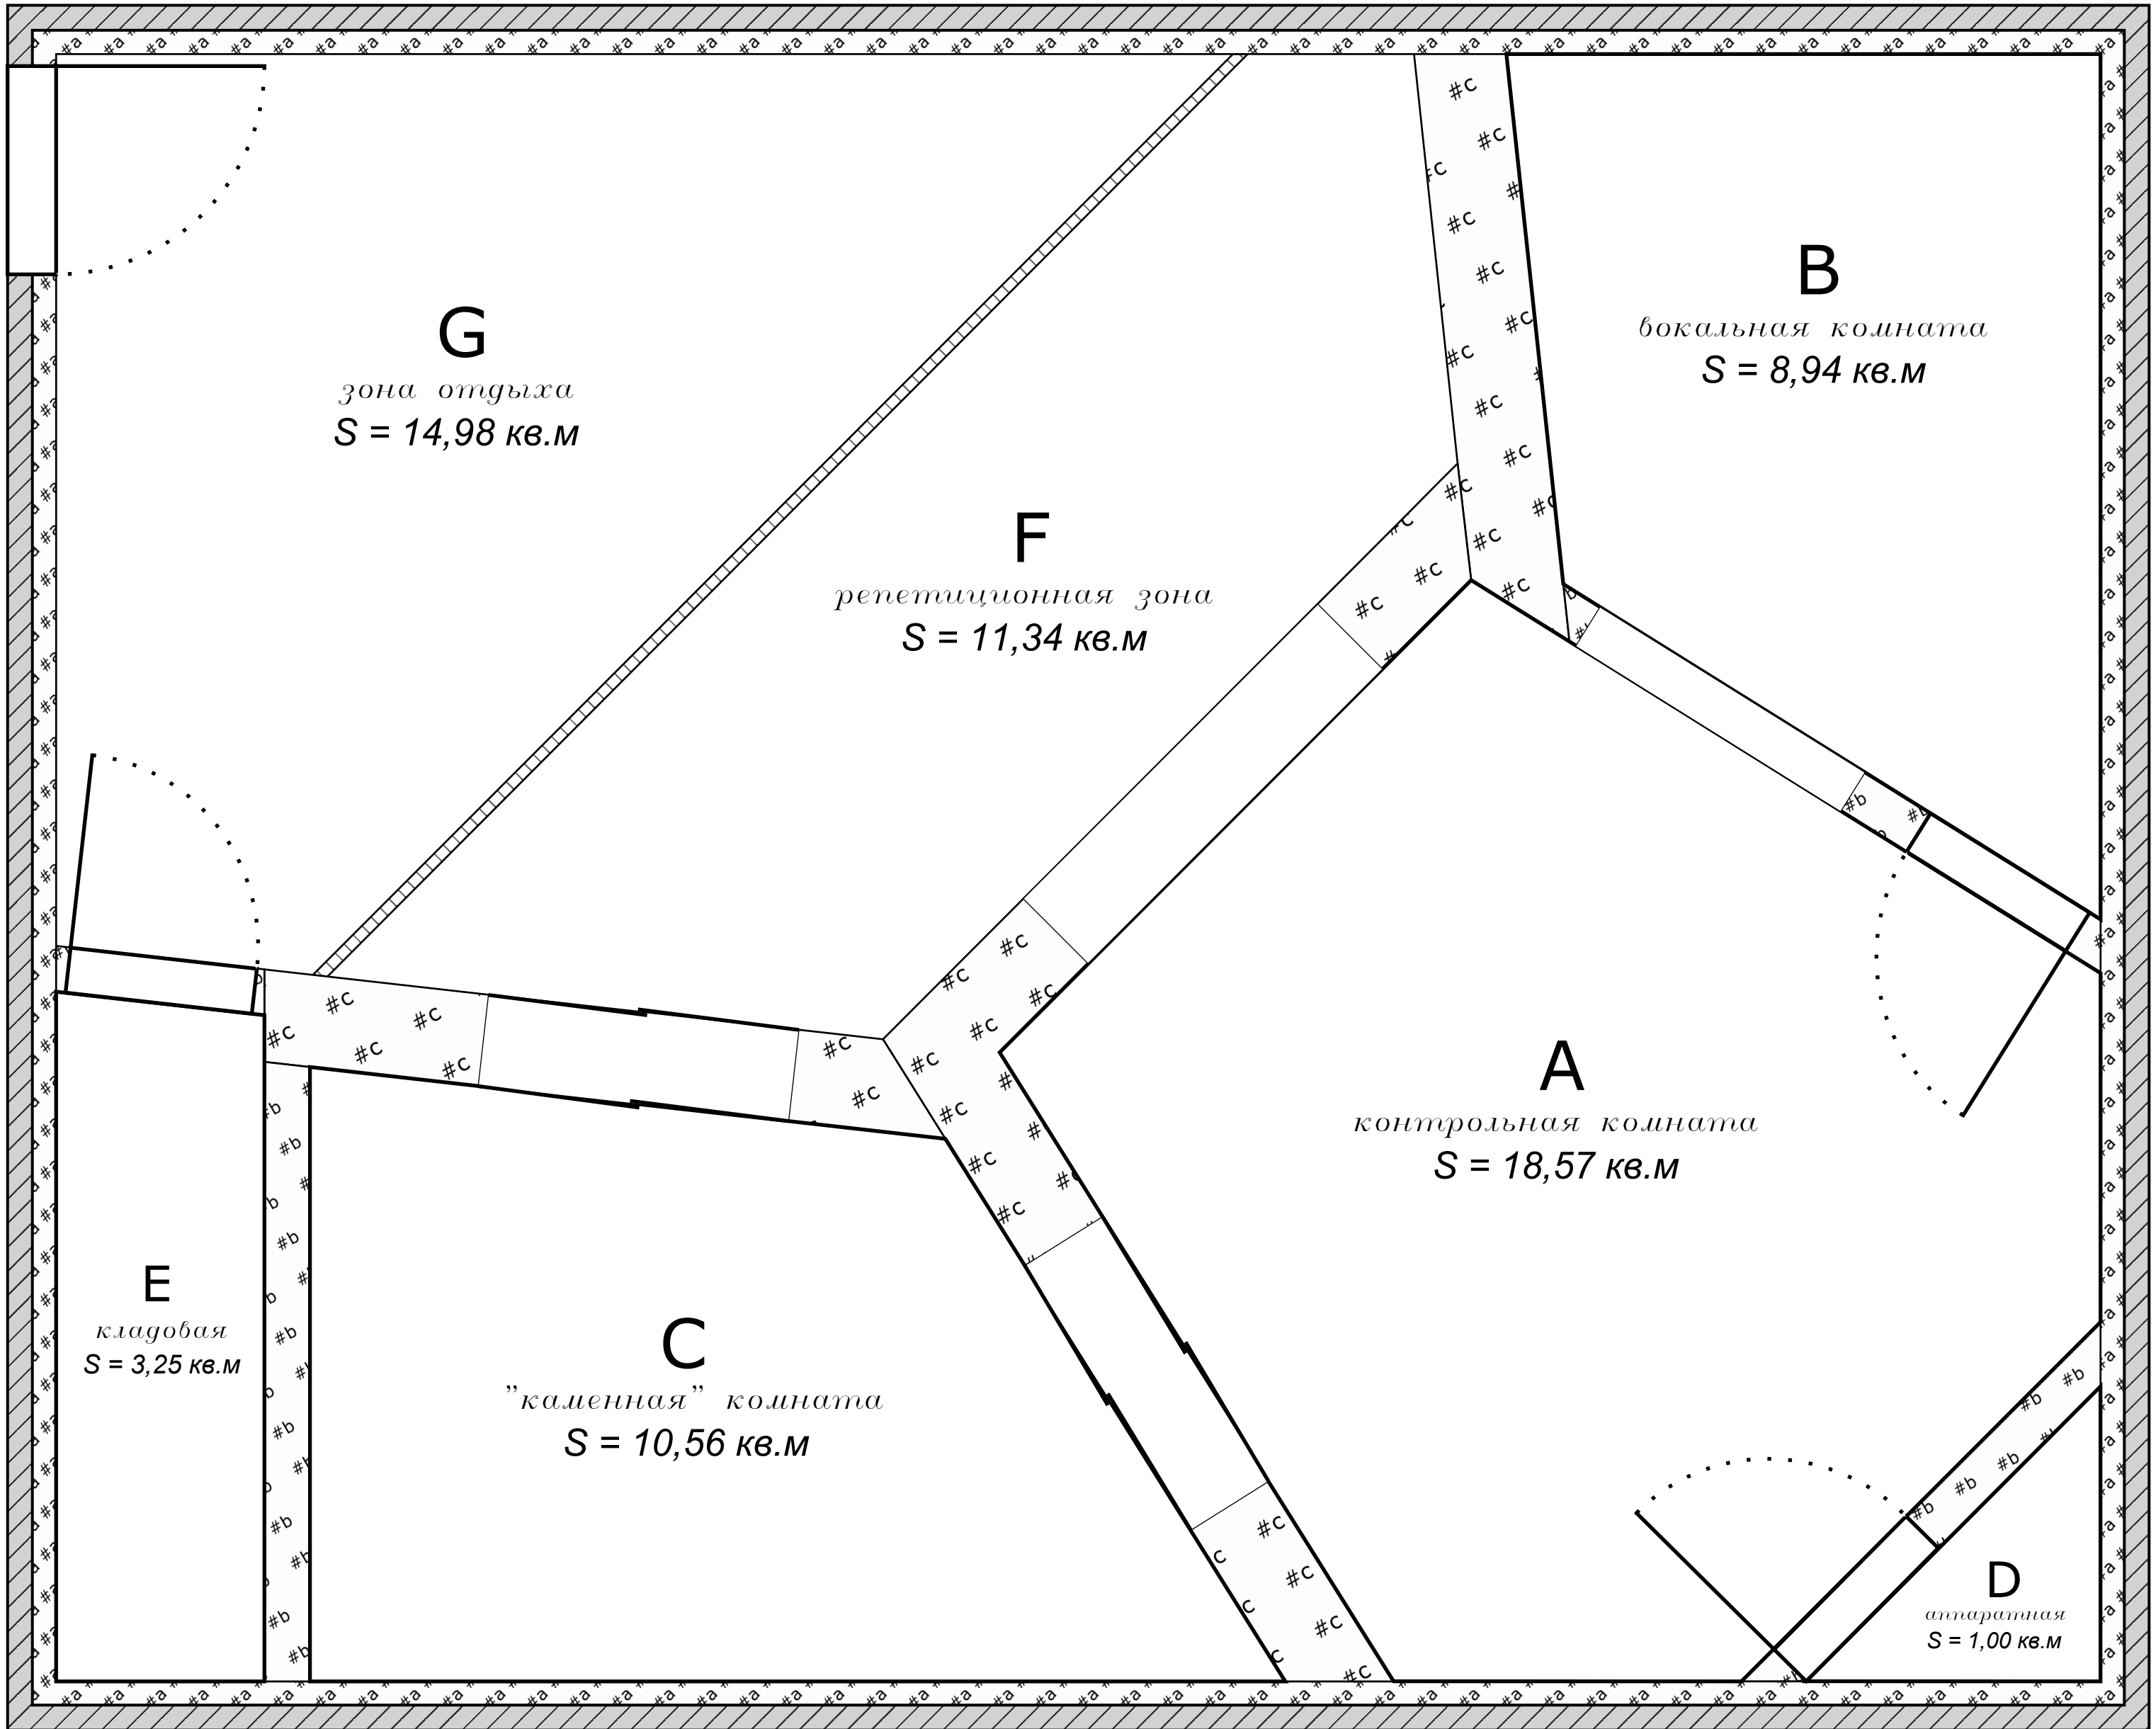 G
зона отдыха
S = 14,98 кв.м
B
вокальная комната
S = 8,94 кв.м
F
репетиционная зона
S = 11,34 кв.м
A
контрольная комната
S = 18,57 кв.м
E
кладовая
S = 3,25 кв.м
C
"каменная" комната
S = 10,56 кв.м
D
аппаратная
S = 1,00 кв.м
#a
#b
#c